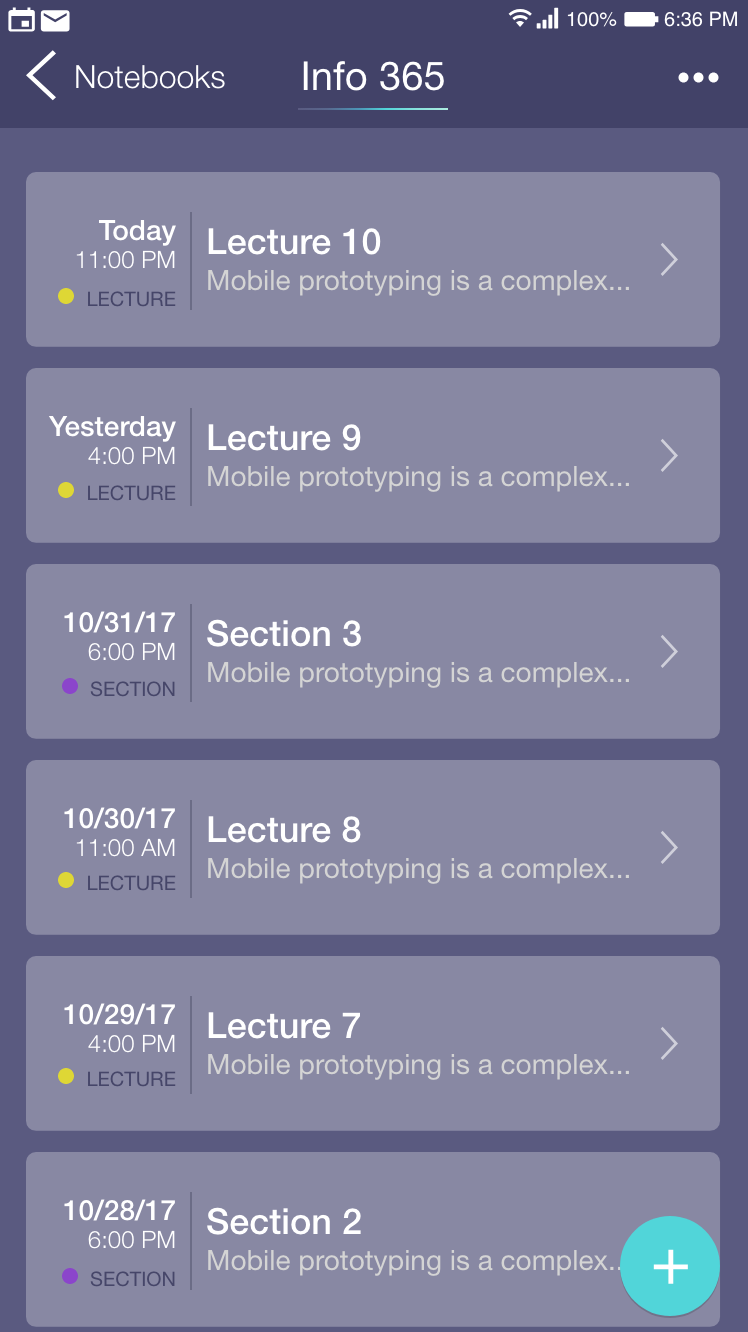 100% 6:36 PM
Notebooks Info 365
Today
11:00 PM
LECTURE
Lecture 10
Mobile prototyping is a complex...
Yesterday
4:00 PM
LECTURE
Lecture 9
Mobile prototyping is a complex...
10/31/17
6:00 PM
SECTION
Section 3
Mobile prototyping is a complex...
10/30/17
11:00 AM
LECTURE
Lecture 8
Mobile prototyping is a complex...
10/29/17
4:00 PM
LECTURE
Lecture 7
Mobile prototyping is a complex...
10/28/17
6:00 PM
SECTION
Section 2
Mobile prototyping is a complex..